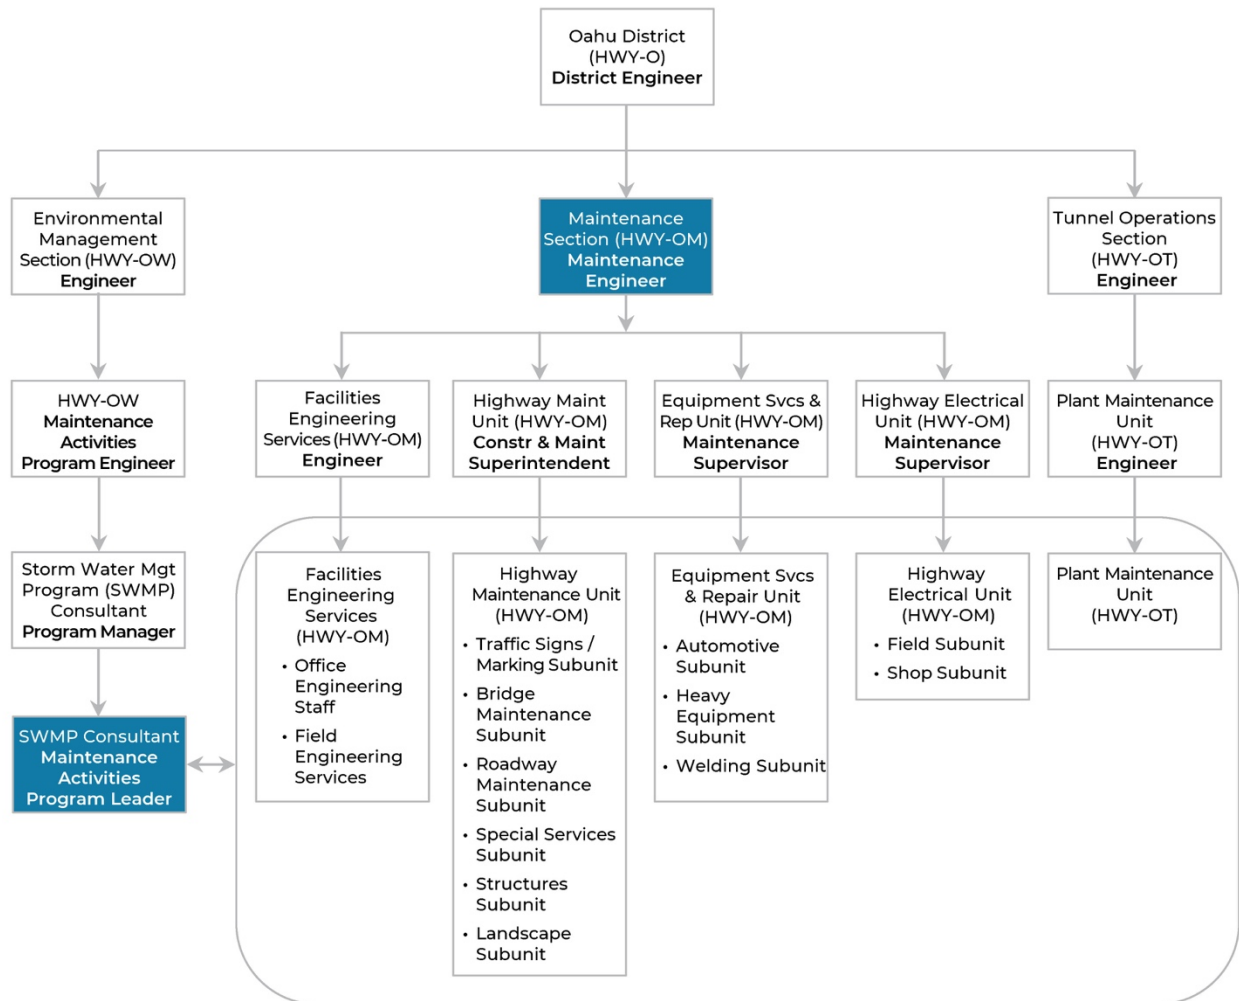 Oahu District
(HWY-O)
District Engineer
Environmental
Management
Section (HWY-OW)
Engineer
Maintenance
Section (HWY-OM)
Maintenance
Engineer
Tunnel Operations
Section
(HWY-OT)
Engineer
HWY-OW
Maintenance
Activities
Program Engineer
Facilities
Engineering
Services (HWY-OM)
Engineer
Highway Maint
Unit (HWY-OM)
Constr & Maint
Superintendent
Equipment Svcs &
Rep Unit (HWY-OM)
Maintenance
Supervisor
Highway Electrical
Unit (HWY-OM)
Maintenance
Supervisor
Plant Maintenance
Unit
(HWY-OT)
Engineer
Storm Water Mgt
Program (SWMP)
Consultant
Program Manager
SWMP Consultant
Maintenance
Activities
Program Leader
Facilities
Engineering
Services
(HWY-OM)
• Office
Engineering
Staff
• Field
Engineering
Services
Highway
Maintenance Unit
(HWY-OM)
• Traffic Signs /
Marking Subunit
• Bridge
Maintenance
Subunit
• Roadway
Maintenance
Subunit
• Special Services
Subunit
• Structures
Subunit
• Landscape
Subunit
Equipment Svcs
& Repair Unit
(HWY-OM)
• Automotive
Subunit
• Heavy
Equipment
Subunit
• Welding Subunit
Highway
Electrical Unit
(HWY-OM)
• Field Subunit
• Shop Subunit
Plant Maintenance
Unit
(HWY-OT)